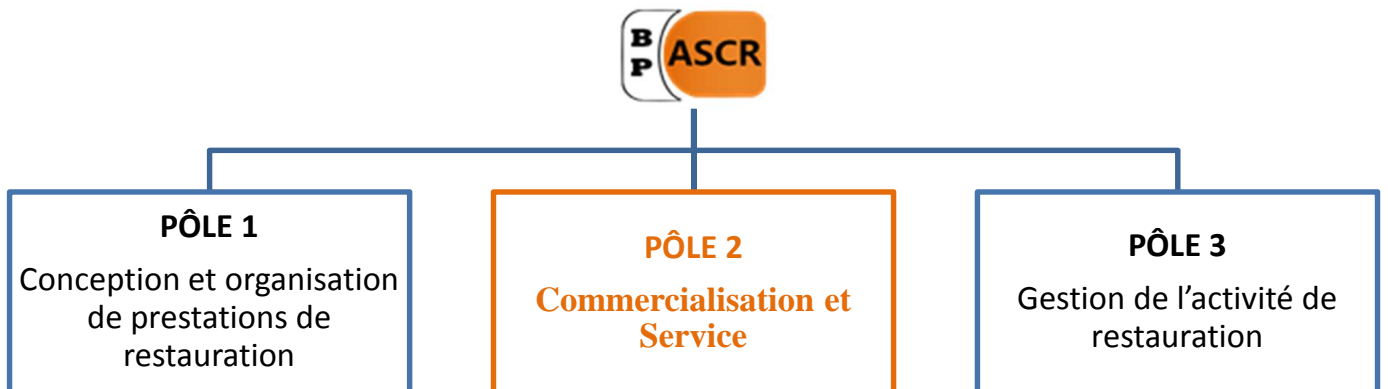 B
P
ASCR
PÔLE 1
Conception et organisation
de prestations de
restauration
PÔLE 2
Commercialisation et
Service
PÔLE 3
Gestion de l’activité de
restauration